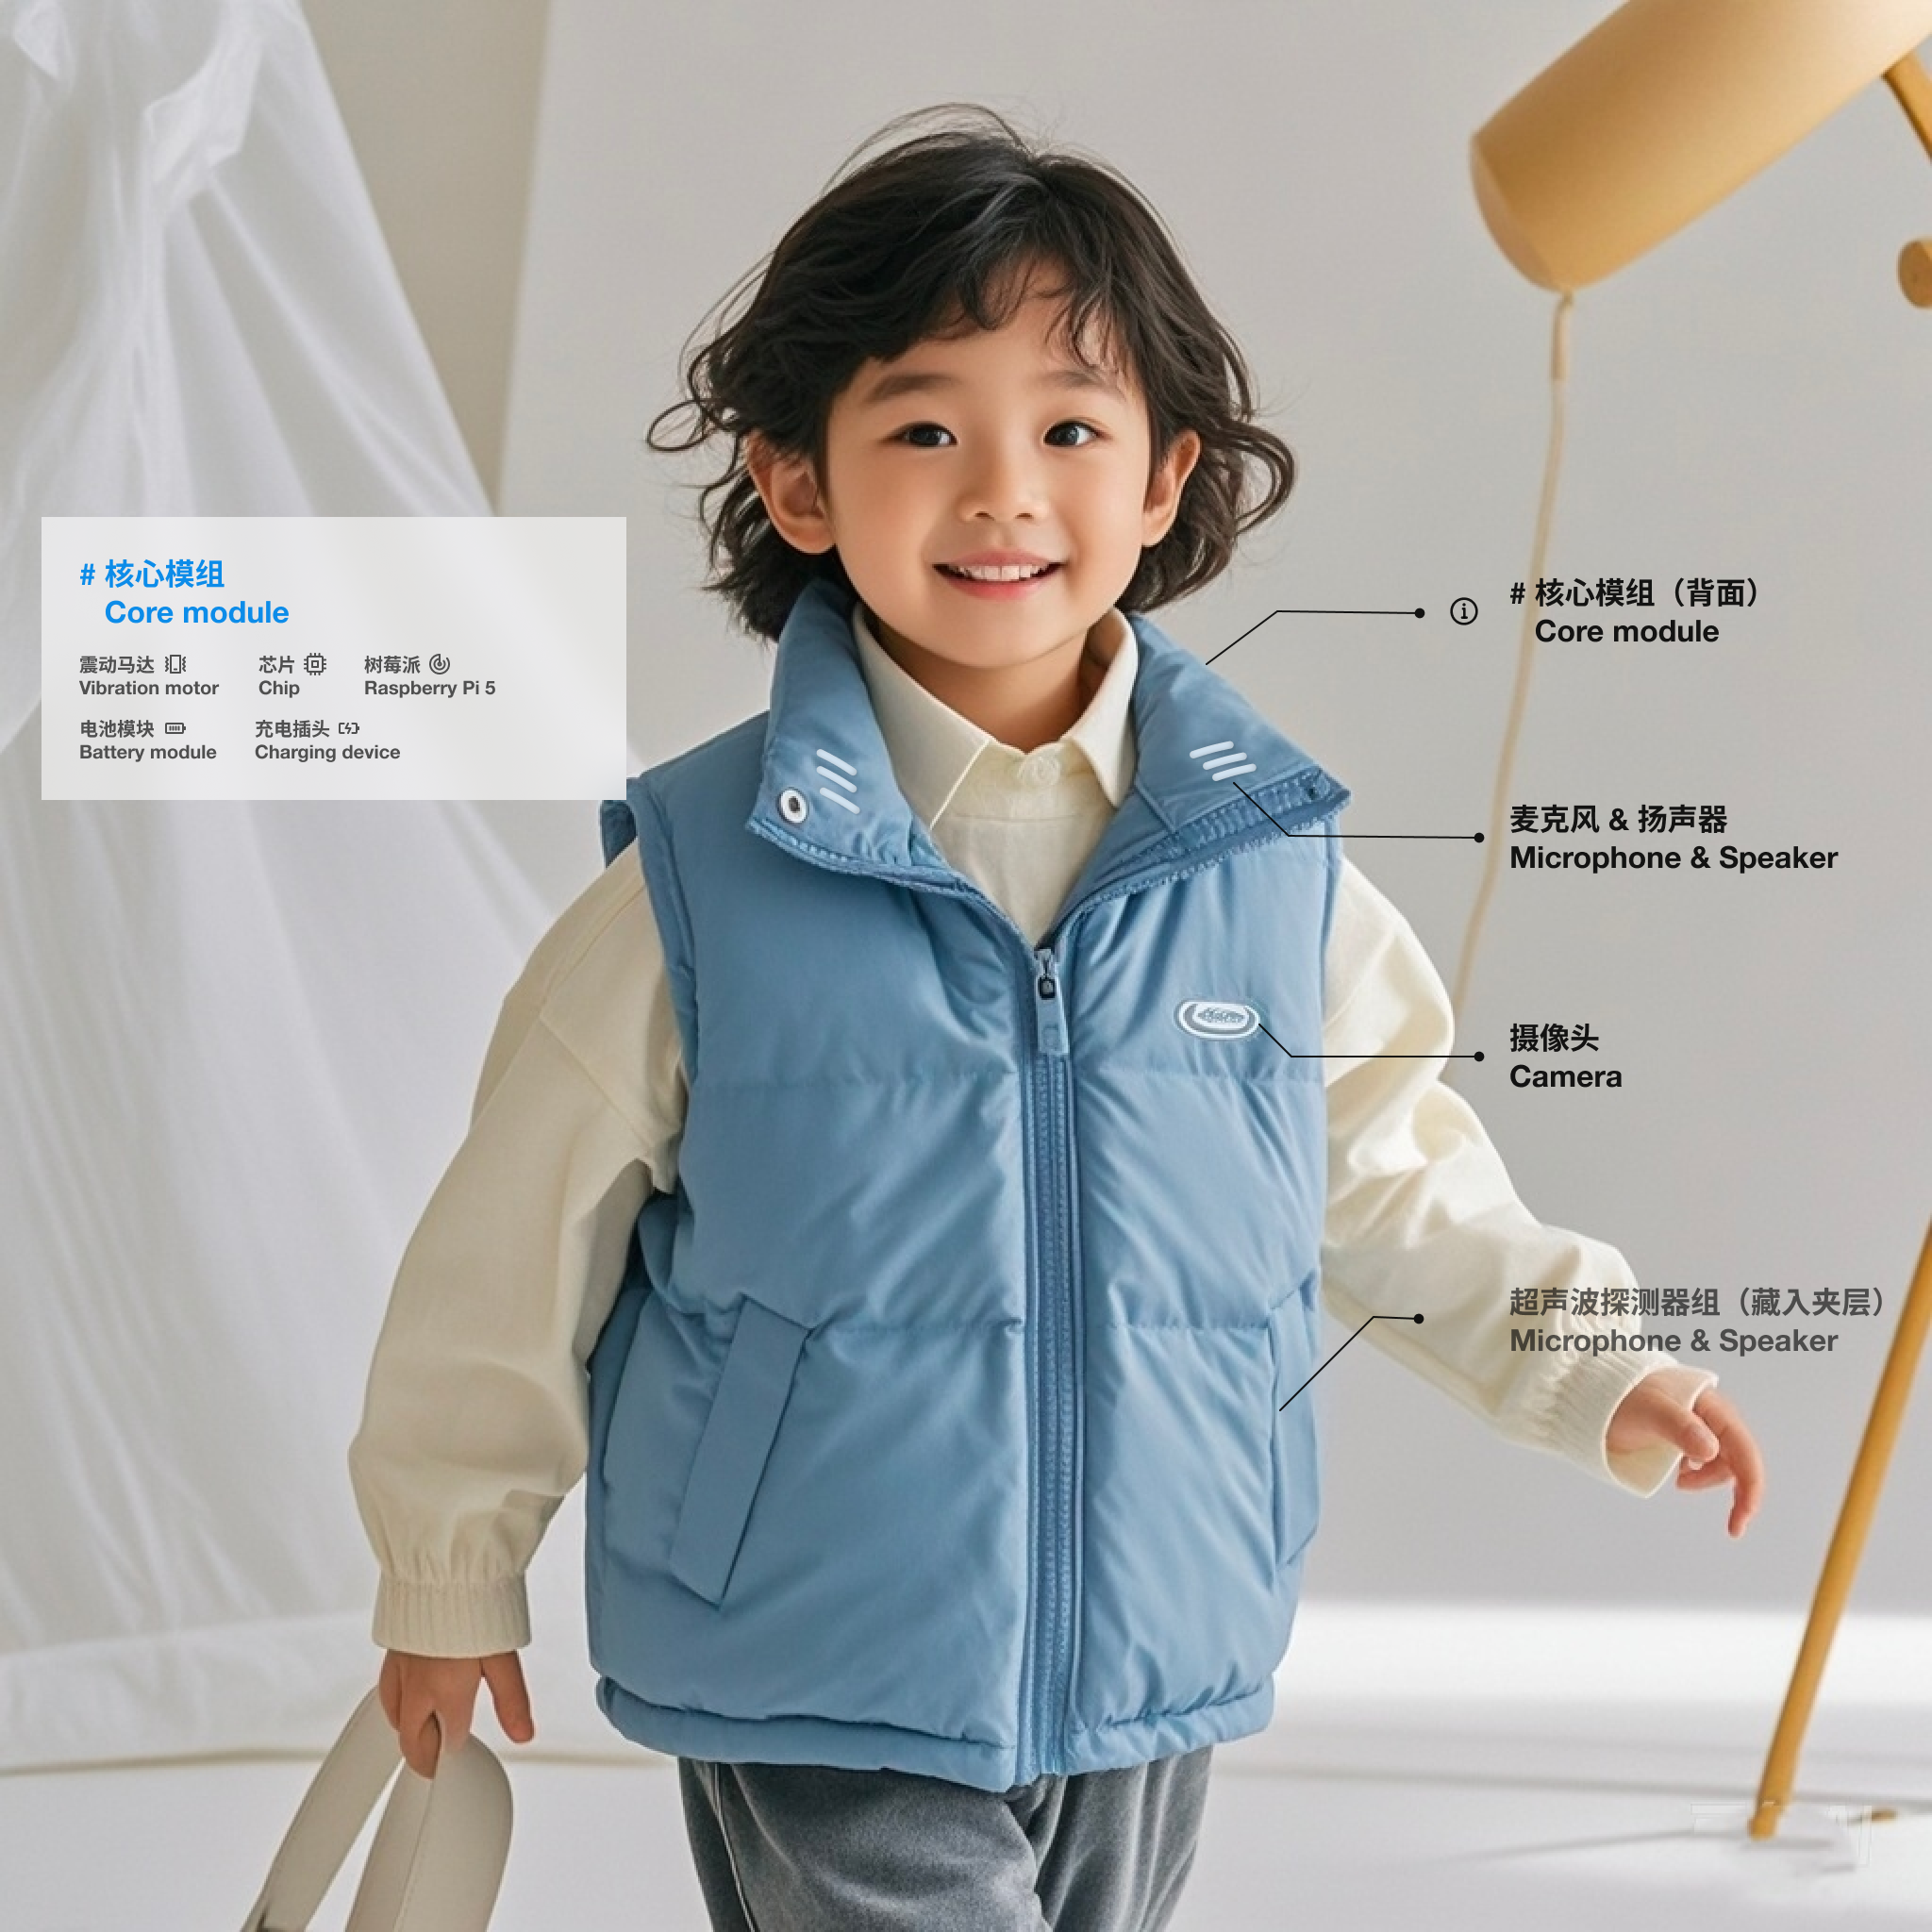 # 核心模组
Core module
震动马达 芯片 树莓派
Vibration motor Chip Raspberry Pi 5
电池模块 充电插头
Battery module Charging device
# 核心模组（背面）
Core module
麦克风 & 扬声器
Microphone & Speaker
摄像头
Camera
超声波探测器组（藏入夹层）
Microphone & Speaker